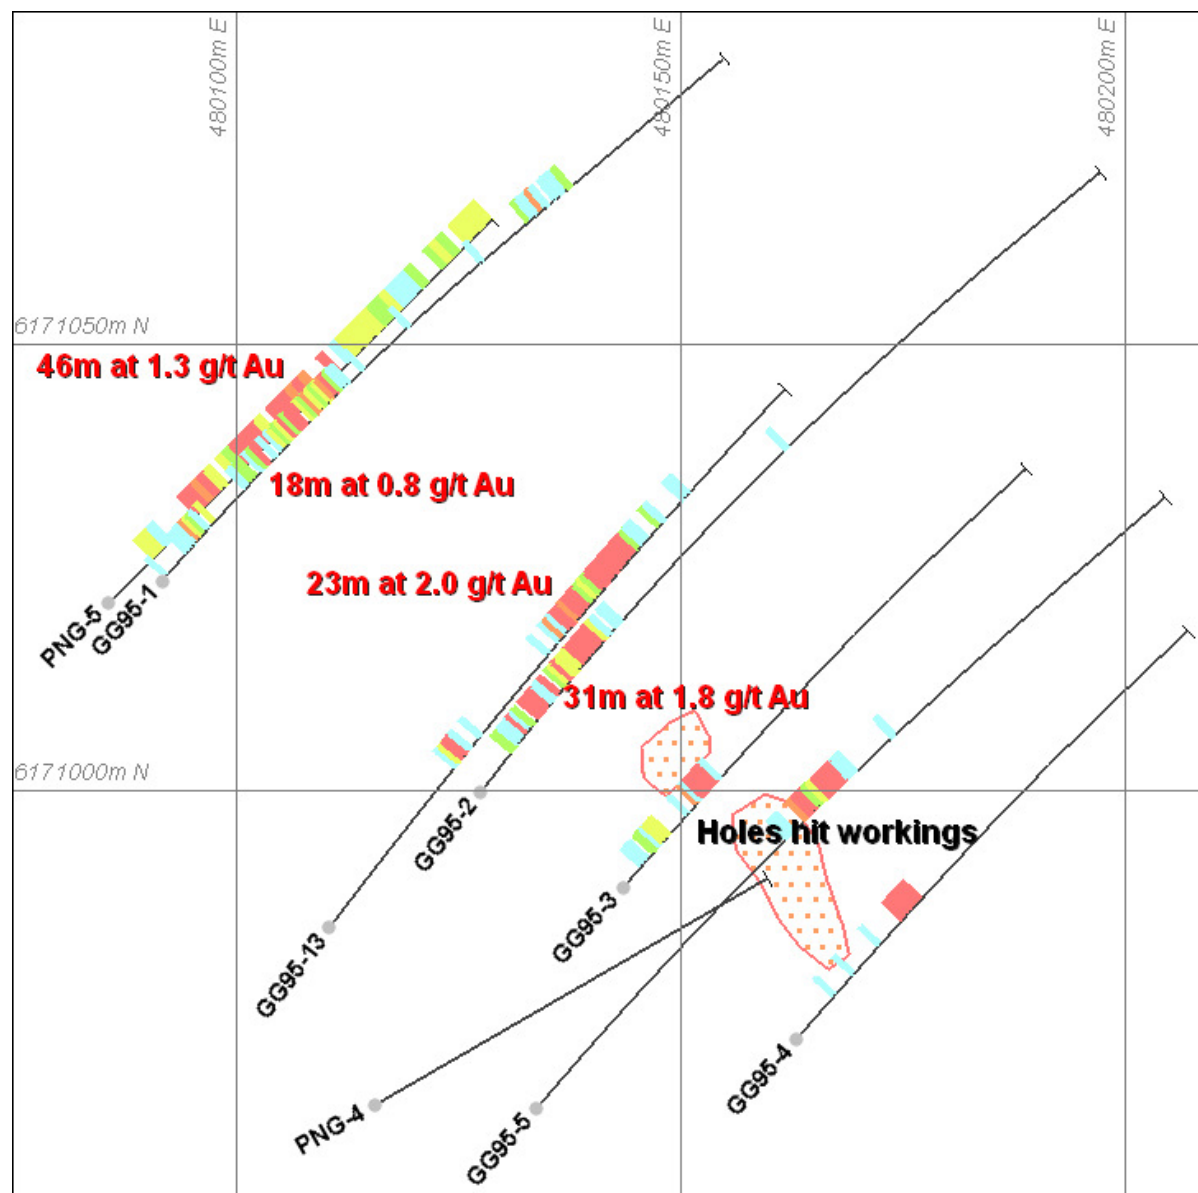 480100m E
480150m E
480200m E
6171050m N
46m at 1.3 g/t Au
18m at 0.8 g/t Au
23m at 2.0 g/t Au
PNG-5
GG95-1
31m at 1.8 g/t Au
6171000m N
GG95-2
Holes hit workings
GG95-3
GG95-13
GG95-4
PNG-4
GG95-5